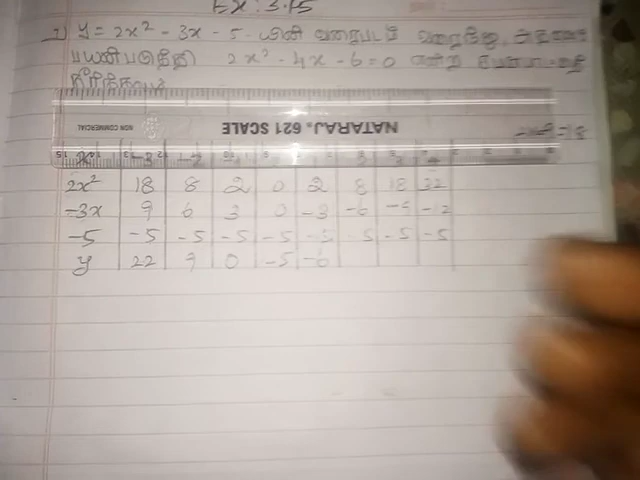 Ex: 3.15
1) y = 2x² - 3x - 5 யின் வரைபடம் வரைந்து அதனைப்
பயன்படுத்தி 2x² - 4x - 6 = 0 என்ற
NATARAJ. 621 SCALE
NON COMMERCIAL
2x² 18 8 2 0 2 8 18 32
-3x 9 6 3 0 -3 -6 -9 -12
-5 -5 -5 -5 -5 -5 -5 -5 -5
y 22 9 0 -5 -6